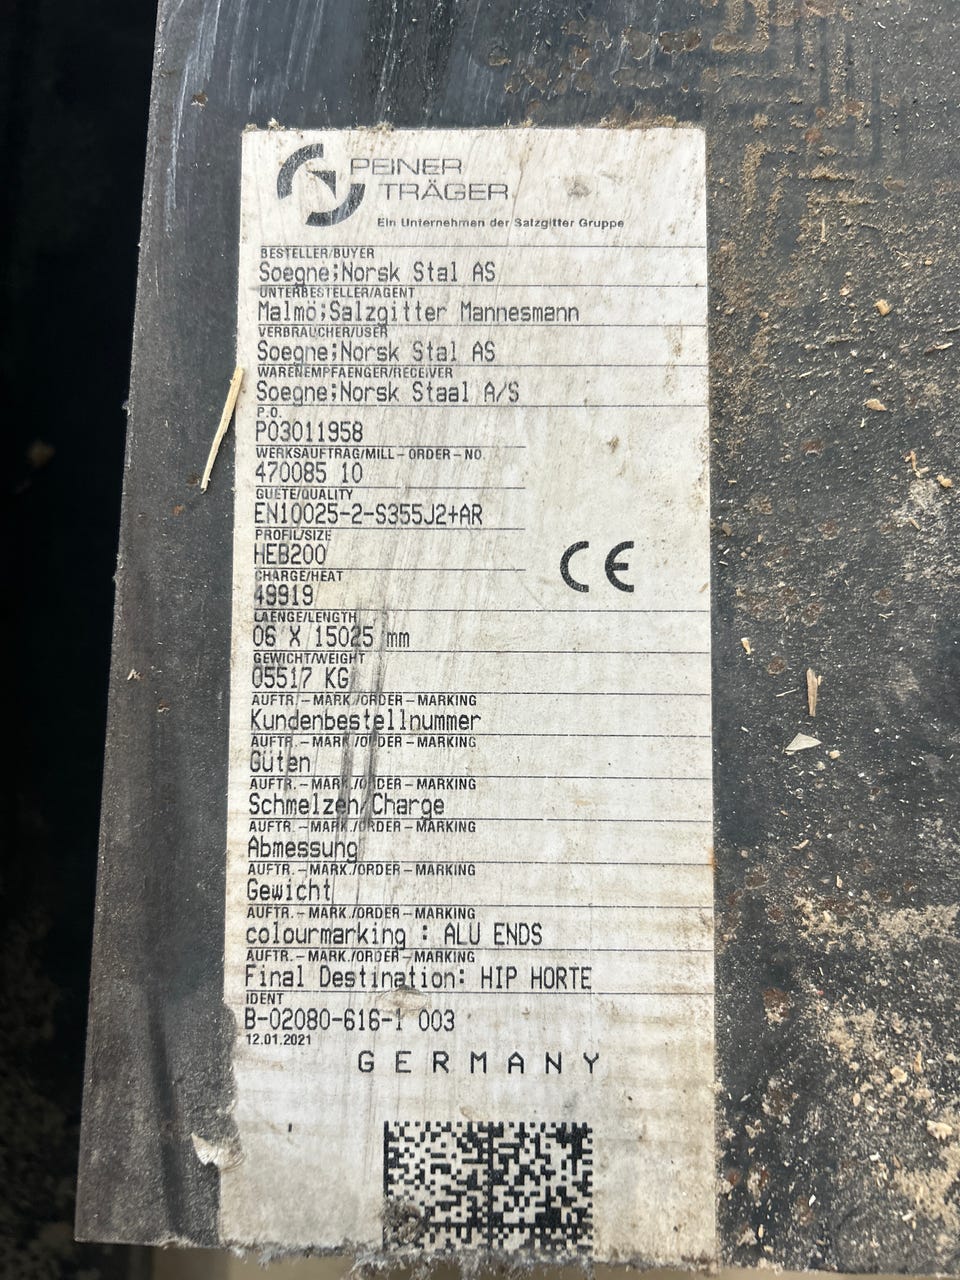 PEINER
TRÄGER
Ein Unternehmen der Salzgitter Gruppe
BESTELLER/BUYER
Soegne;Norsk Stal AS
UNTERBESTELLER/AGENT
Malmö;Salzgitter Mannesmann
VERBRAUCHER/USER
Soegne;Norsk Stal AS
WARENEMPFAENGER/RECEIVER
Soegne;Norsk Staal A/S
P.O.
PO3011958
WERKSAUFTRAG/MILL-ORDER-NO
470085 10
GUETE/QUALITY
EN10025-2-S355J2+AR
PROFIL/SIZE
HEB200
CE
CHARGE/HEAT
49919
LAENGE/LENGTH
06 X 15025 mm
GEWICHT/WEIGHT
05517 KG
AUFTR.-MARK./ORDER-MARKING
Kundenbestellnummer
AUFTR.-MARK./ORDER-MARKING
Güten
AUFTR.-MARK./ORDER-MARKING
Schmelzen/Charge
AUFTR.-MARK./ORDER-MARKING
Abmessung
AUFTR.-MARK./ORDER-MARKING
Gewicht
AUFTR.-MARK./ORDER-MARKING
colourmarking : ALU ENDS
AUFTR.-MARK./ORDER-MARKING
Final Destination: HIP HORTE
IDENT
B-02080-616-1 003
12.01.2021
GERMANY